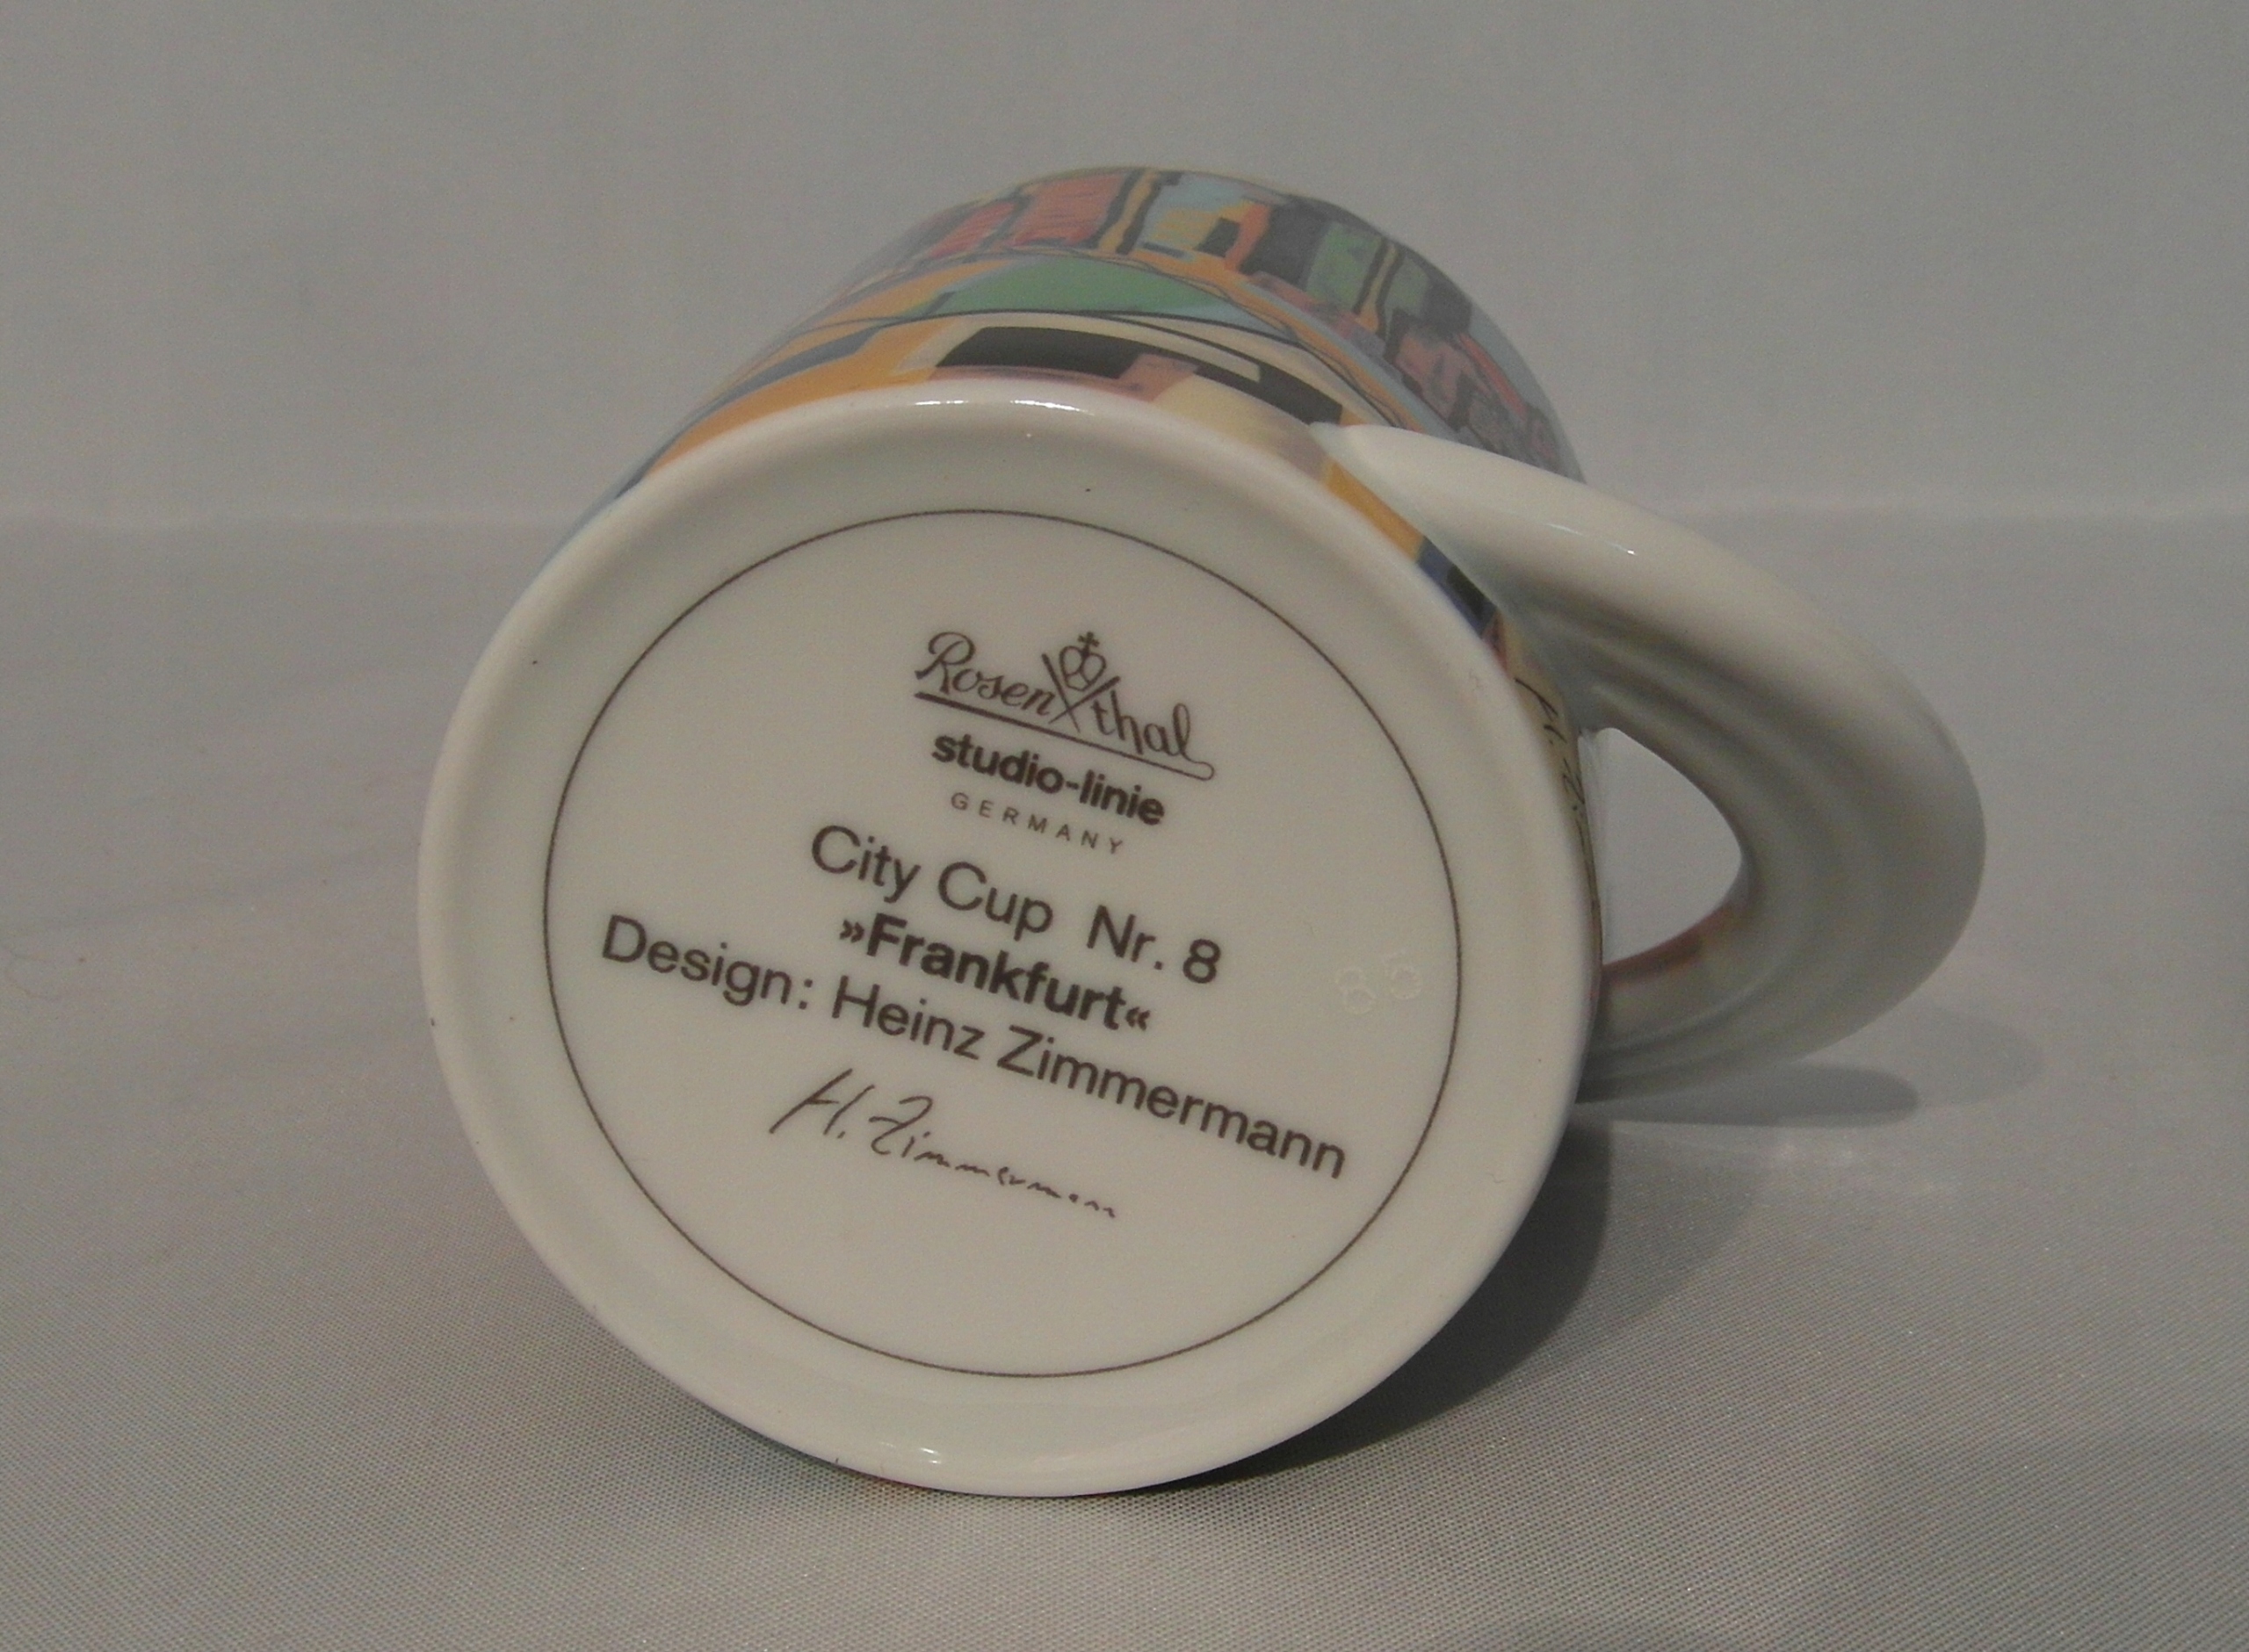 Rosenthal
studio-linie
GERMANY
City Cup Nr. 8
»Frankfurt«
Design: Heinz Zimmermann
H. Zimmermann